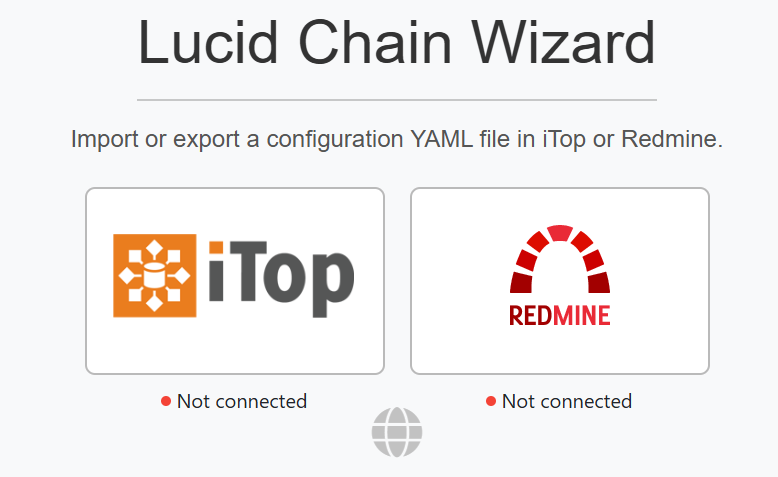 Lucid Chain Wizard
Import or export a configuration YAML file in iTop or Redmine.
iTop
REDMINE
Not connected
Not connected